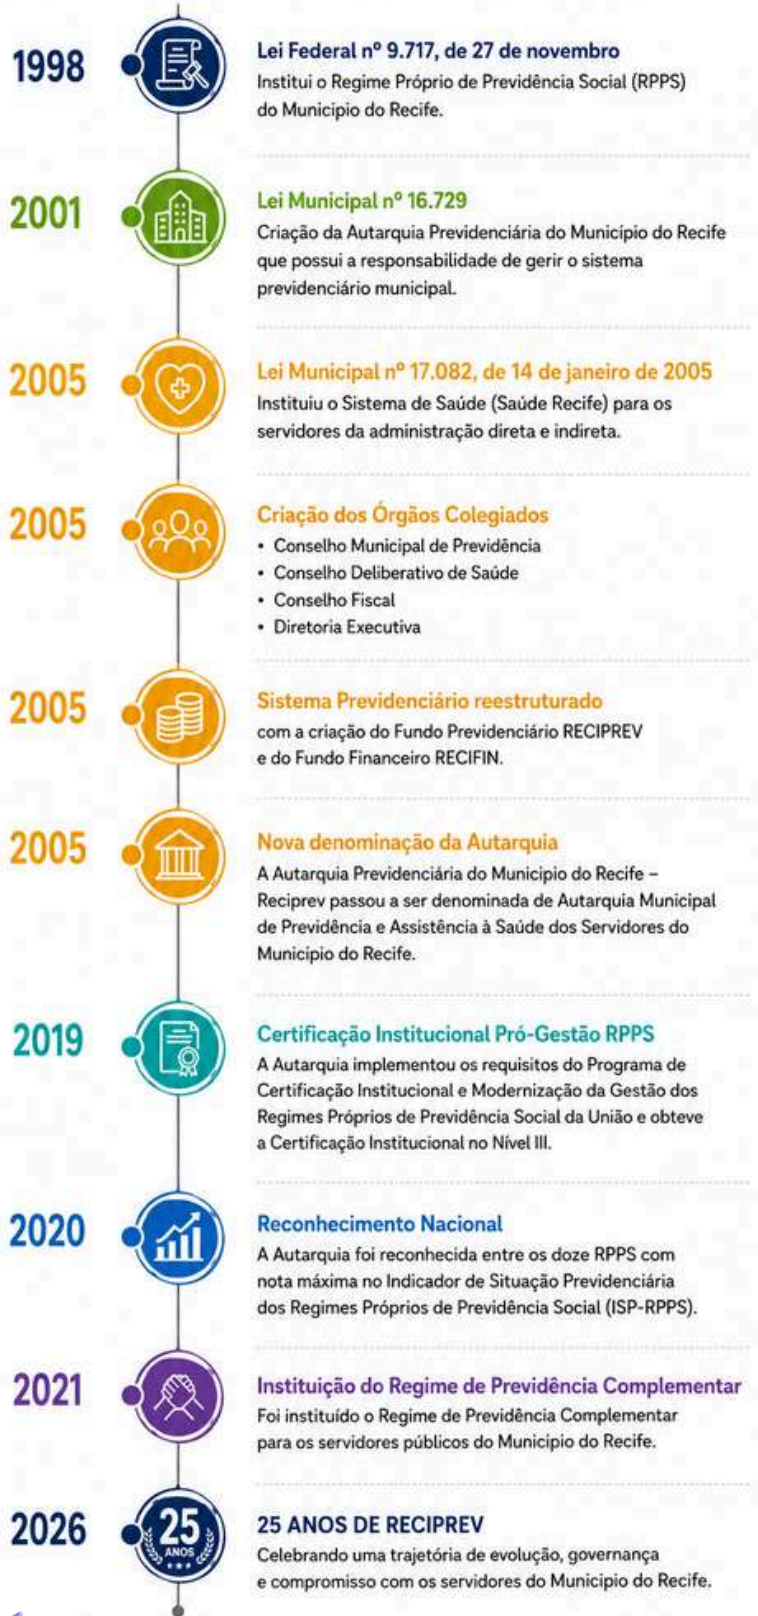 1998
Lei Federal nº 9.717, de 27 de novembro
Institui o Regime Próprio de Previdência Social (RPPS)
do Municipio do Recife.
2001
Lei Municipal nº 16.729
Criação da Autarquia Previdenciária do Município do Recife
que possui a responsabilidade de gerir o sistema
previdenciário municipal.
2005
Lei Municipal nº 17.082, de 14 de janeiro de 2005
Instituiu o Sistema de Saúde (Saúde Recife) para os
servidores da administração direta e indireta.
2005
Criação dos Órgãos Colegiados
• Conselho Municipal de Previdência
• Conselho Deliberativo de Saúde
• Conselho Fiscal
• Diretoria Executiva
2005
Sistema Previdenciário reestruturado
com a criação do Fundo Previdenciário RECIPREV
e do Fundo Financeiro RECIFIN.
2005
Nova denominação da Autarquia
A Autarquia Previdenciária do Municipio do Recife –
Reciprev passou a ser denominada de Autarquia Municipal
de Previdência e Assistência à Saúde dos Servidores do
Municipio do Recife.
2019
Certificação Institucional Pró-Gestão RPPS
A Autarquia implementou os requisitos do Programa de
Certificação Institucional e Modernização da Gestão dos
Regimes Próprios de Previdência Social da União e obteve
a Certificação Institucional no Nível III.
2020
Reconhecimento Nacional
A Autarquia foi reconhecida entre os doze RPPS com
nota máxima no Indicador de Situação Previdenciária
dos Regimes Próprios de Previdência Social (ISP-RPPS).
2021
Instituição do Regime de Previdência Complementar
Foi instituído o Regime de Previdência Complementar
para os servidores públicos do Municipio do Recife.
2026
25
ANOS
25 ANOS DE RECIPREV
Celebrando uma trajetória de evolução, governança
e compromisso com os servidores do Municipio do Recife.